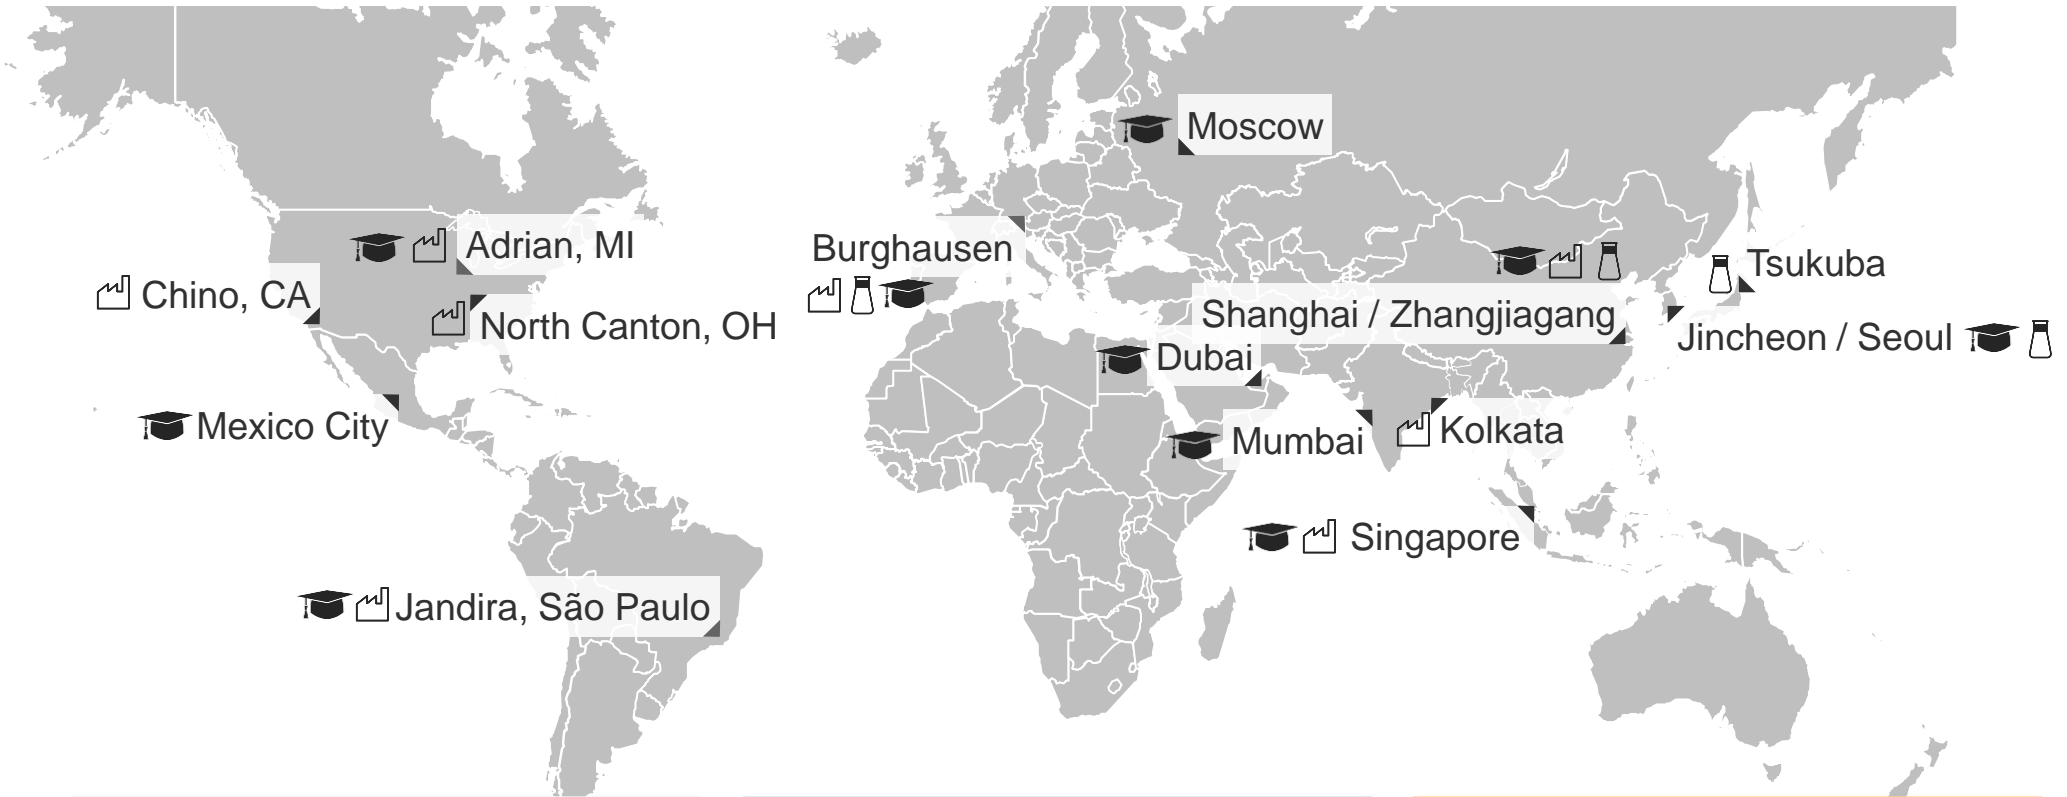 Moscow
Adrian, MI
Burghausen
Tsukuba
Chino, CA
Shanghai / Zhangjiagang
North Canton, OH
Jincheon / Seoul
Dubai
Mexico City
Mumbai
Kolkata
Singapore
Jandira, São Paulo